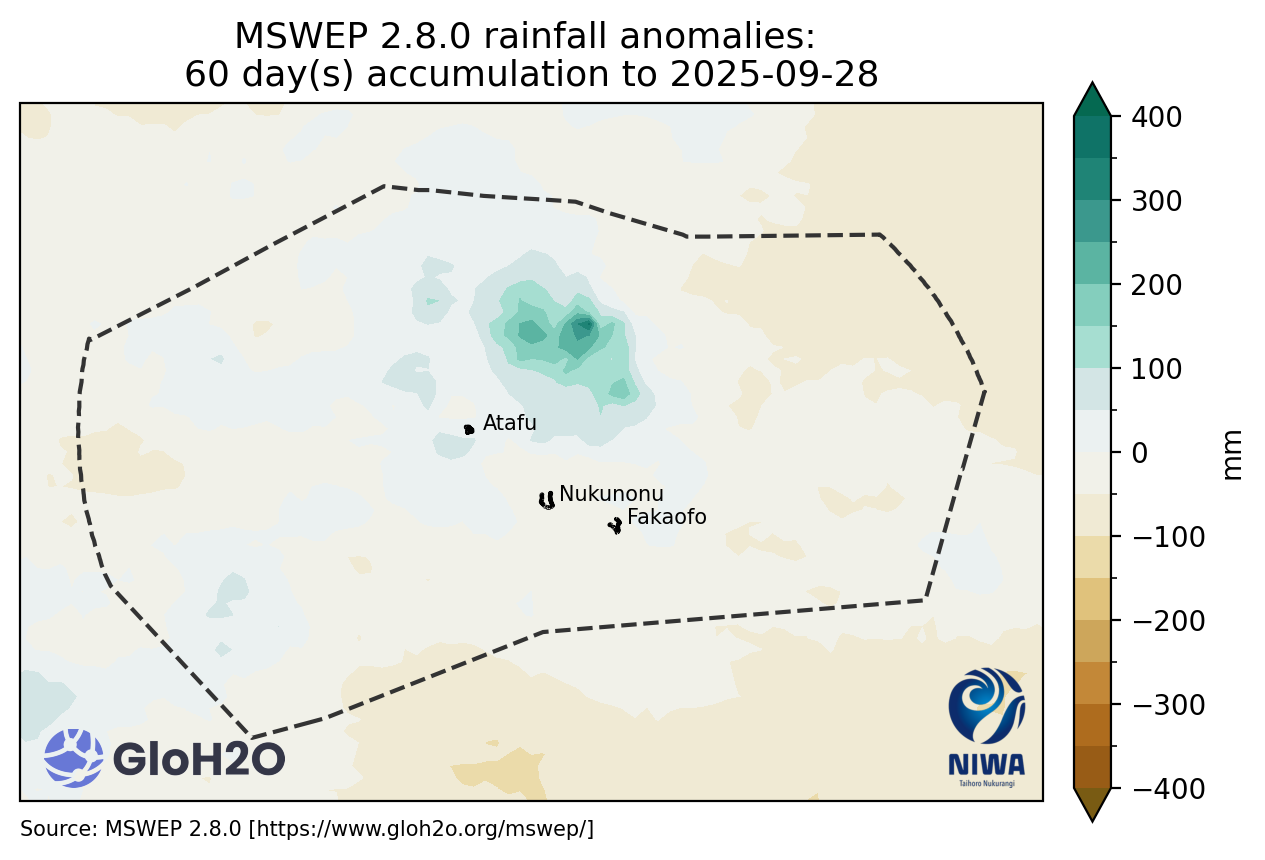 MSWEP 2.8.0 rainfall anomalies:
60 day(s) accumulation to 2025-09-28
400
300
200
100
0
−100
−200
−300
−400
mm
Atafu
Nukunonu
Fakaofo
GloH2O
NIWA
Taihoro Nukurangi
Source: MSWEP 2.8.0 [https://www.gloh2o.org/mswep/]